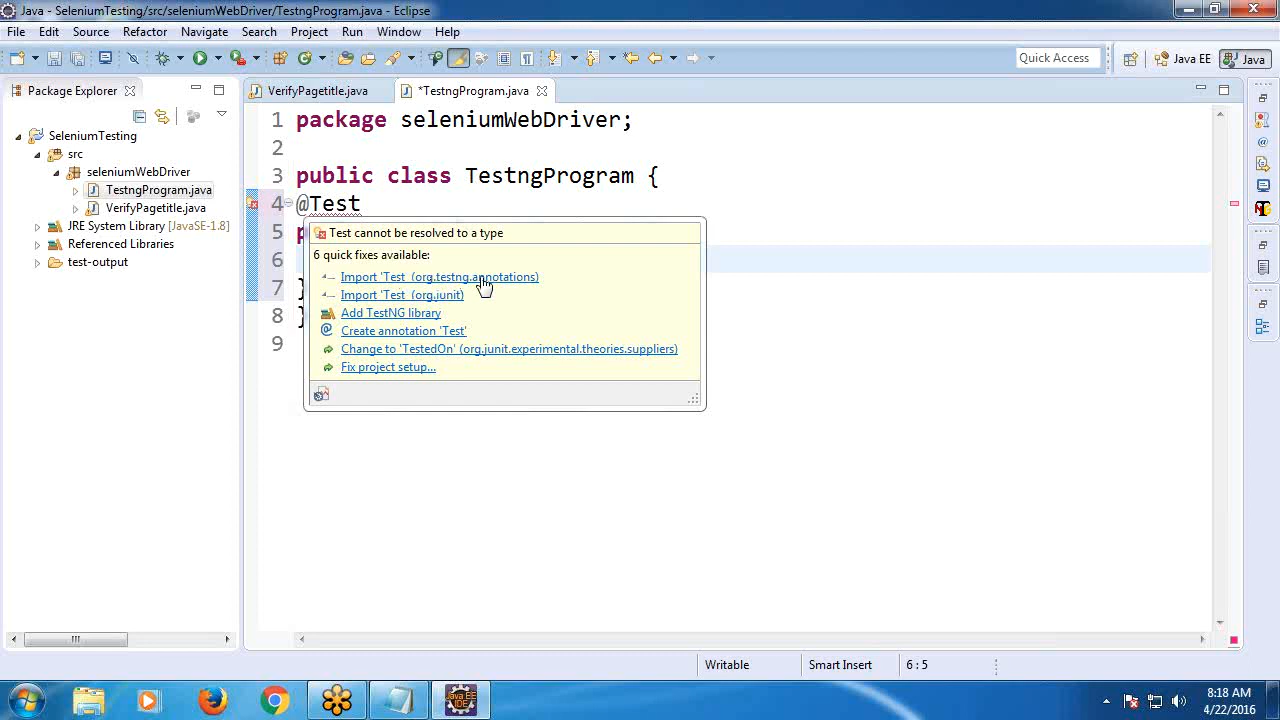 Java - SeleniumTesting/src/seleniumWebDriver/TestngProgram.java - Eclipse
File Edit Source Refactor Navigate Search Project Run Window Help
Quick Access
Java EE
Java
Package Explorer
VerifyPagetitle.java
*TestngProgram.java
SeleniumTesting
src
seleniumWebDriver
TestngProgram.java
VerifyPagetitle.java
JRE System Library [JavaSE-1.8]
Referenced Libraries
test-output
1 package seleniumWebDriver;
2
3 public class TestngProgram {
4 @Test
5 p
6
7 }
8 }
9
Test cannot be resolved to a type
6 quick fixes available:
Import 'Test' (org.testng.annotations)
Import 'Test' (org.junit)
Add TestNG library
Create annotation 'Test'
Change to 'TestedOn' (org.junit.experimental.theories.suppliers)
Fix project setup...
Writable
Smart Insert
6 : 5
Java EE
IDE
8:18 AM
4/22/2016